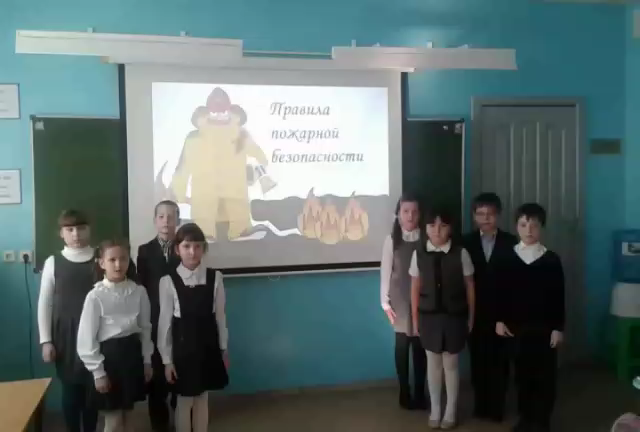 Правила
пожарной
безопасности